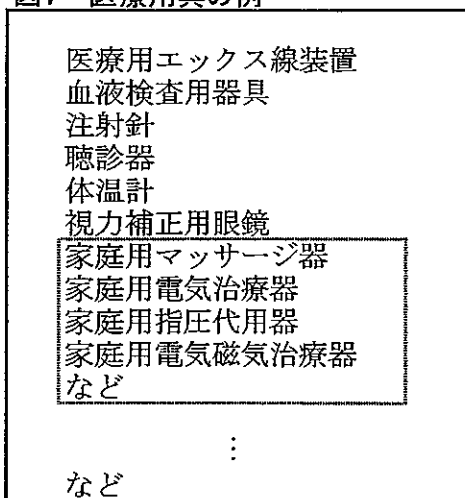 医療用エックス線装置
血液検査用器具
注射針
聴診器
体温計
視力補正用眼鏡
家庭用マッサージ器
家庭用電気治療器
家庭用指圧代用器
家庭用電気磁気治療器
など
⋮
など